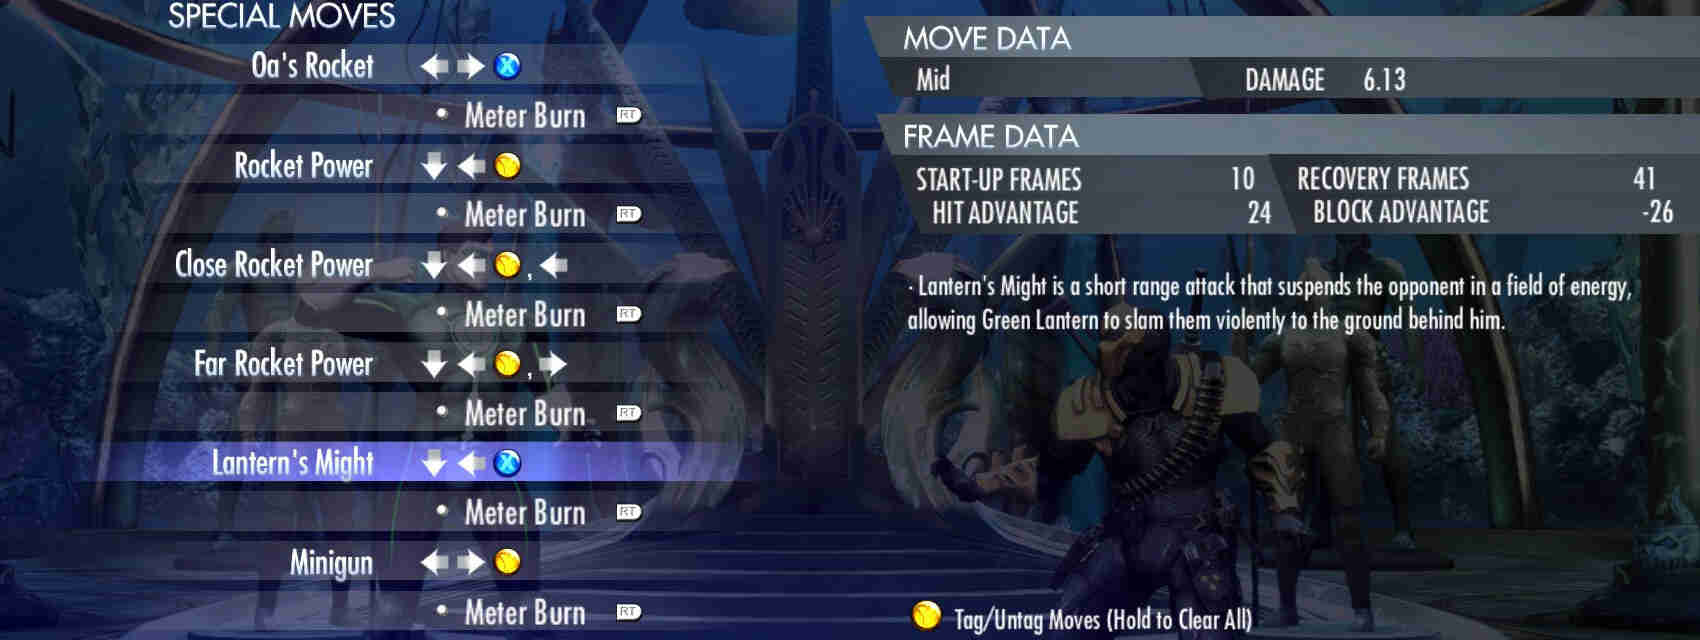 SPECIAL MOVES
Oa's Rocket X
Meter Burn RT
Rocket Power Y
Meter Burn RT
Close Rocket Power Y ,
Meter Burn RT
Far Rocket Power Y ,
Meter Burn RT
Lantern's Might X
Meter Burn RT
Minigun Y
Meter Burn RT
MOVE DATA
Mid DAMAGE 6.13
FRAME DATA
START-UP FRAMES 10 RECOVERY FRAMES 41
HIT ADVANTAGE 24 BLOCK ADVANTAGE -26
· Lantern's Might is a short range attack that suspends the opponent in a field of energy,
allowing Green Lantern to slam them violently to the ground behind him.
Y Tag/Untag Moves (Hold to Clear All)